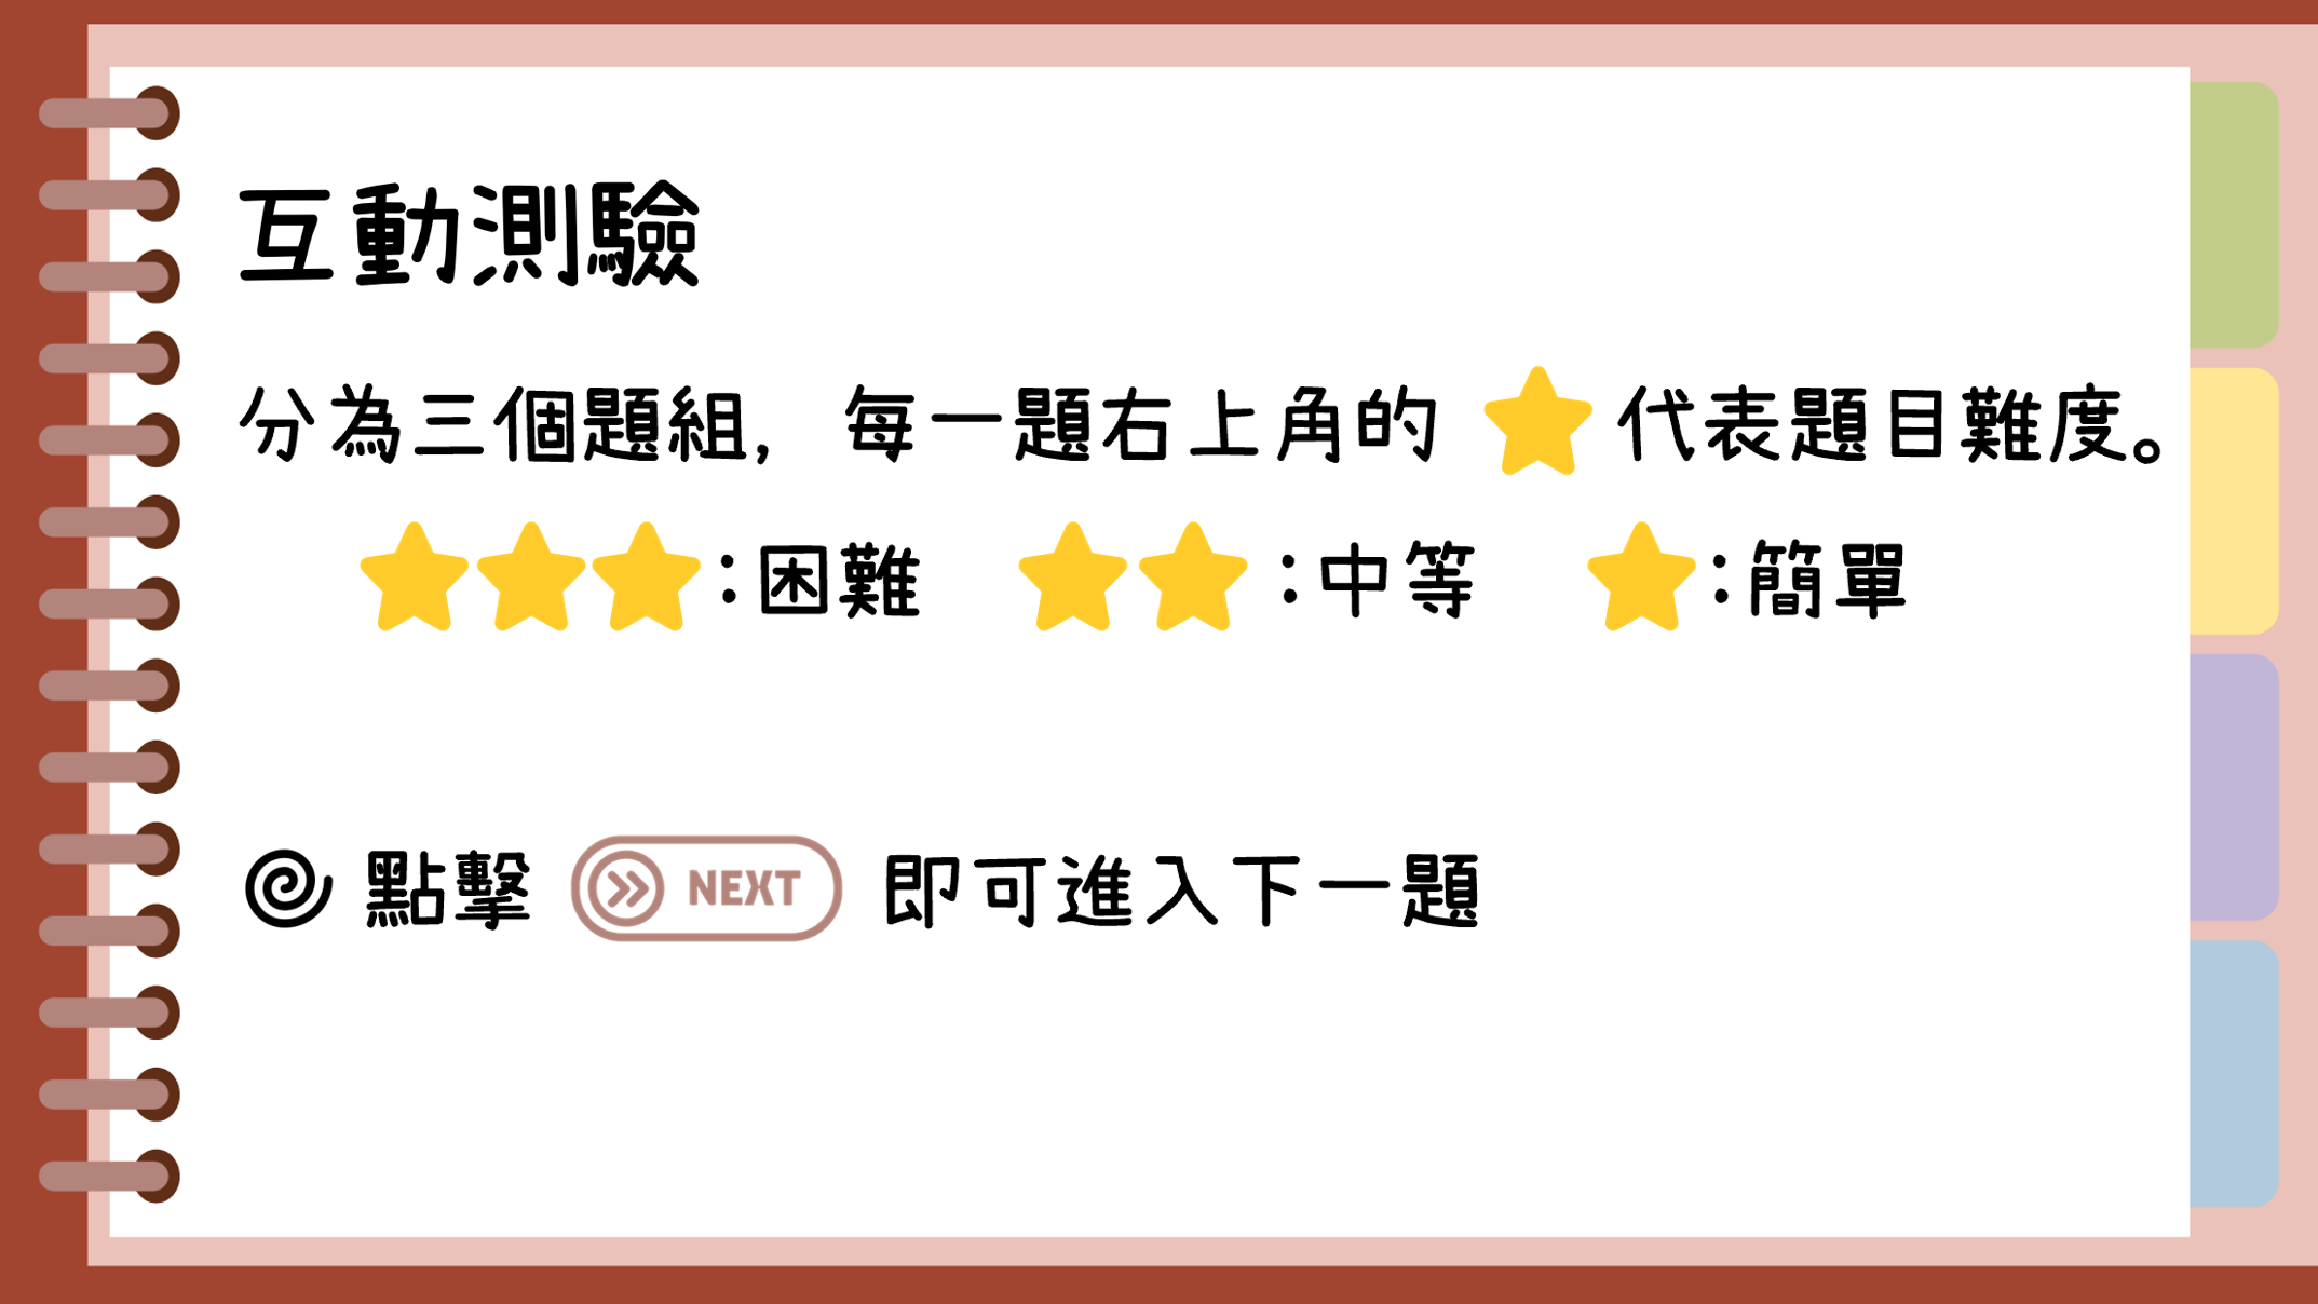 互動測驗
分為三個題組，每一題右上角的⭐代表題目難度。
⭐⭐⭐：困難 ⭐⭐：中等 ⭐：簡單
點擊 NEXT 即可進入下一題